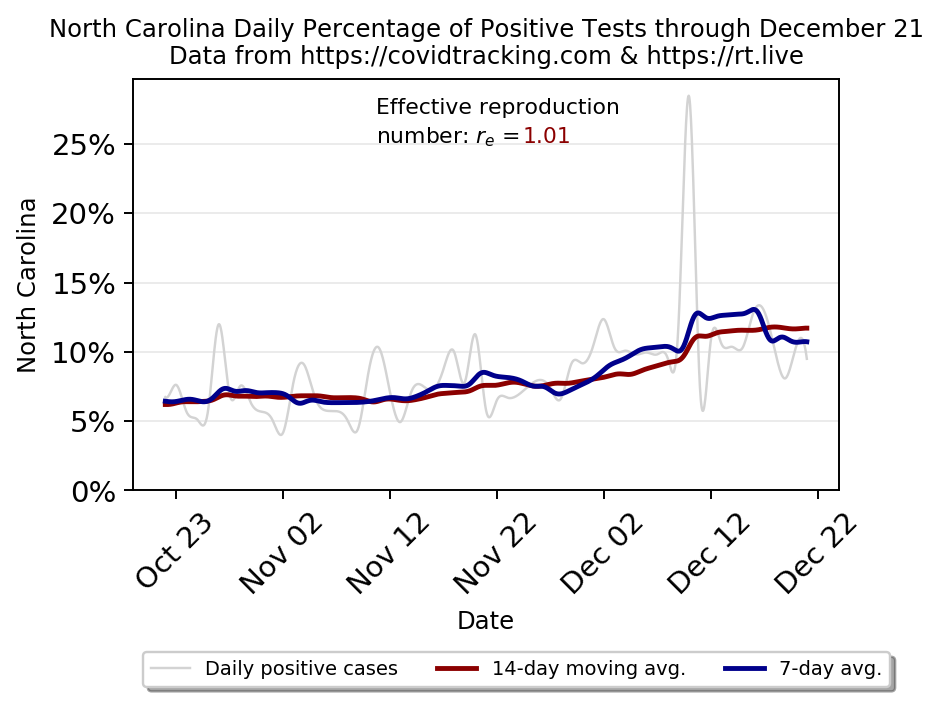 North Carolina Daily Percentage of Positive Tests through December 21
Data from https://covidtracking.com & https://rt.live
Effective reproduction
number: rₑ =1.01
25%
20%
15%
10%
5%
0%
North Carolina
Oct 23
Nov 02
Nov 12
Nov 22
Dec 02
Dec 12
Dec 22
Date
Daily positive cases
14-day moving avg.
7-day avg.